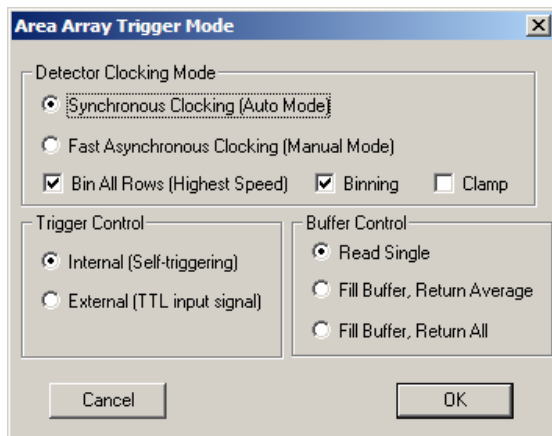 Area Array Trigger Mode
Detector Clocking Mode
Synchronous Clocking (Auto Mode)
Fast Asynchronous Clocking (Manual Mode)
Bin All Rows (Highest Speed) Binning Clamp
Trigger Control
Internal (Self-triggering)
External (TTL input signal)
Buffer Control
Read Single
Fill Buffer, Return Average
Fill Buffer, Return All
Cancel OK